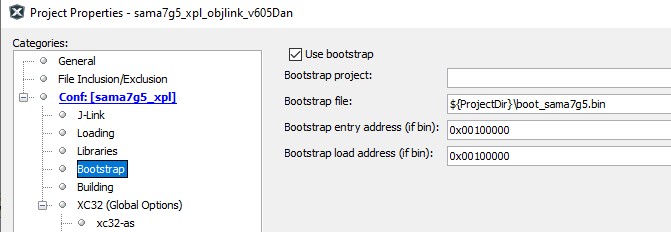 Project Properties - sama7g5_xpl_objlink_v605Dan
Categories:
General
File Inclusion/Exclusion
Conf: [sama7g5_xpl]
J-Link
Loading
Libraries
Bootstrap
Building
XC32 (Global Options)
xc32-as
Use bootstrap
Bootstrap project:
Bootstrap file: ${ProjectDir}\boot_sama7g5.bin
Bootstrap entry address (if bin): 0x00100000
Bootstrap load address (if bin): 0x00100000